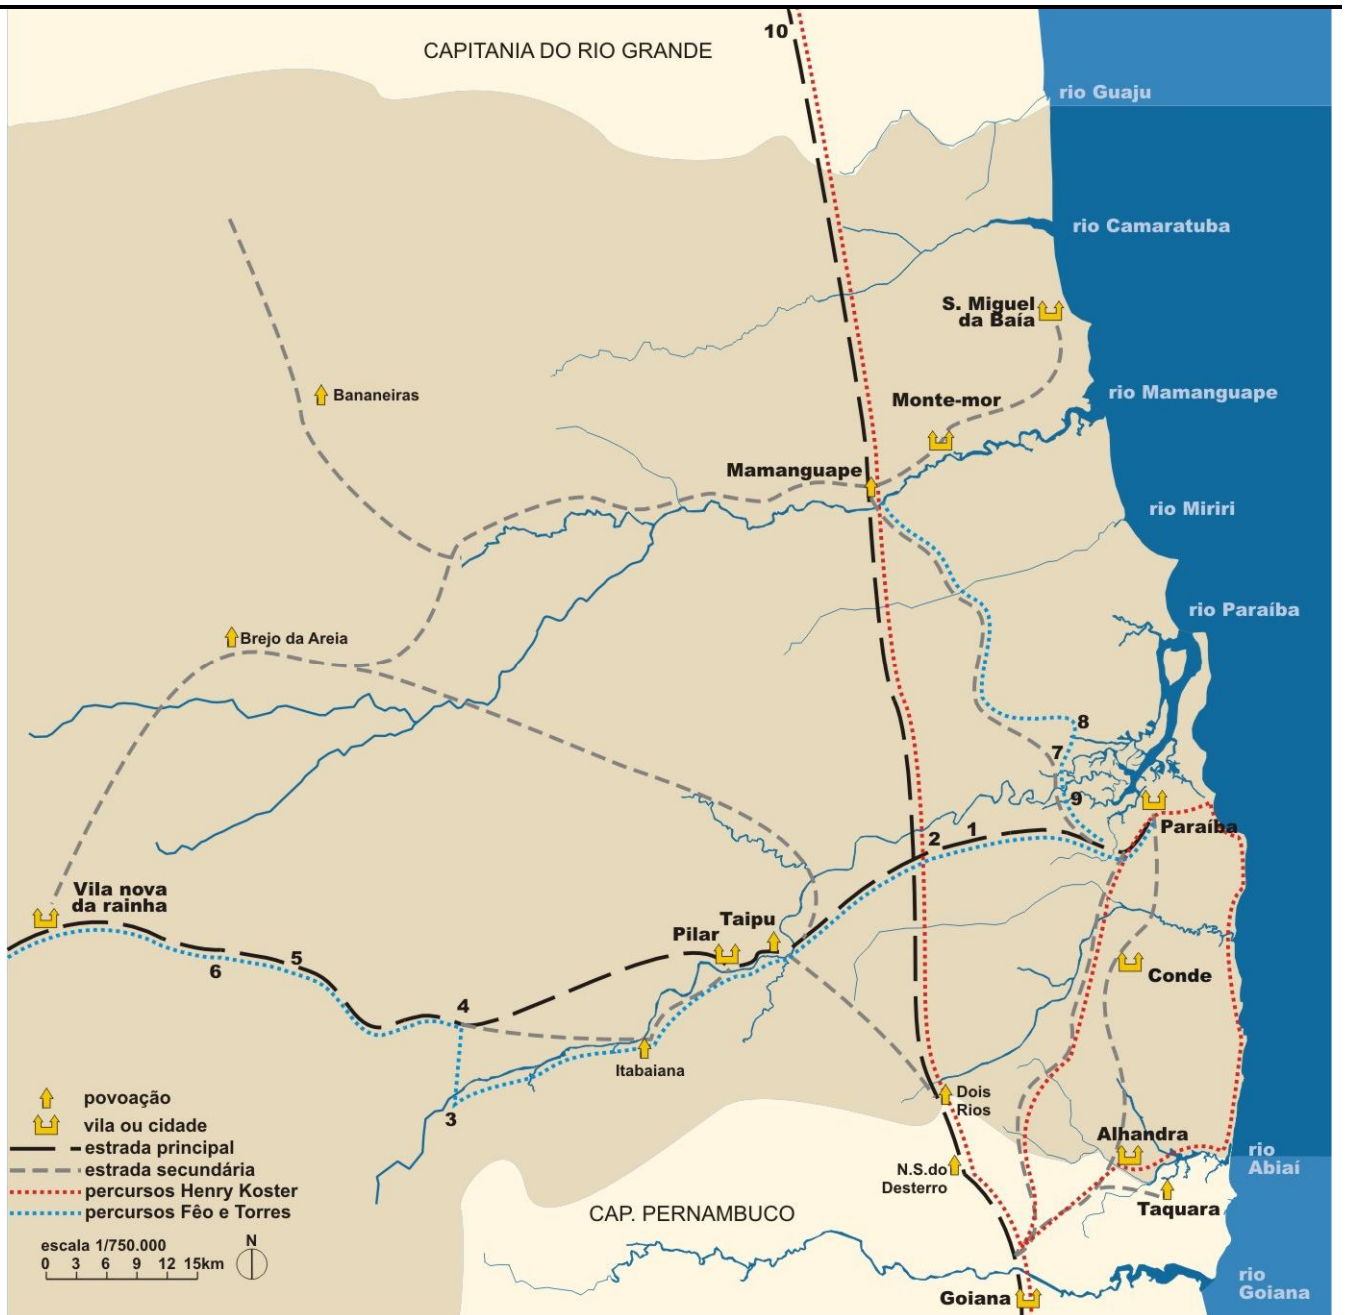 10
CAPITANIA DO RIO GRANDE
rio Guaju
rio Camaratuba
S. Miguel
da Baía
Bananeiras
Monte-mor
rio Mamanguape
Mamanguape
rio Miriri
rio Paraíba
Brejo da Areia
8
7
9
2
1
Paraíba
Vila nova
da rainha
Taipu
Pilar
6
5
Conde
4
Itabaiana
3
Dois
Rios
povoação
vila ou cidade
estrada principal
estrada secundária
percursos Henry Koster
percursos Fêo e Torres
Alhandra
rio
Abiaí
N.S.do
Desterro
Taquara
CAP. PERNAMBUCO
escala 1/750.000
0 3 6 9 12 15km
N
rio
Goiana
Goiana